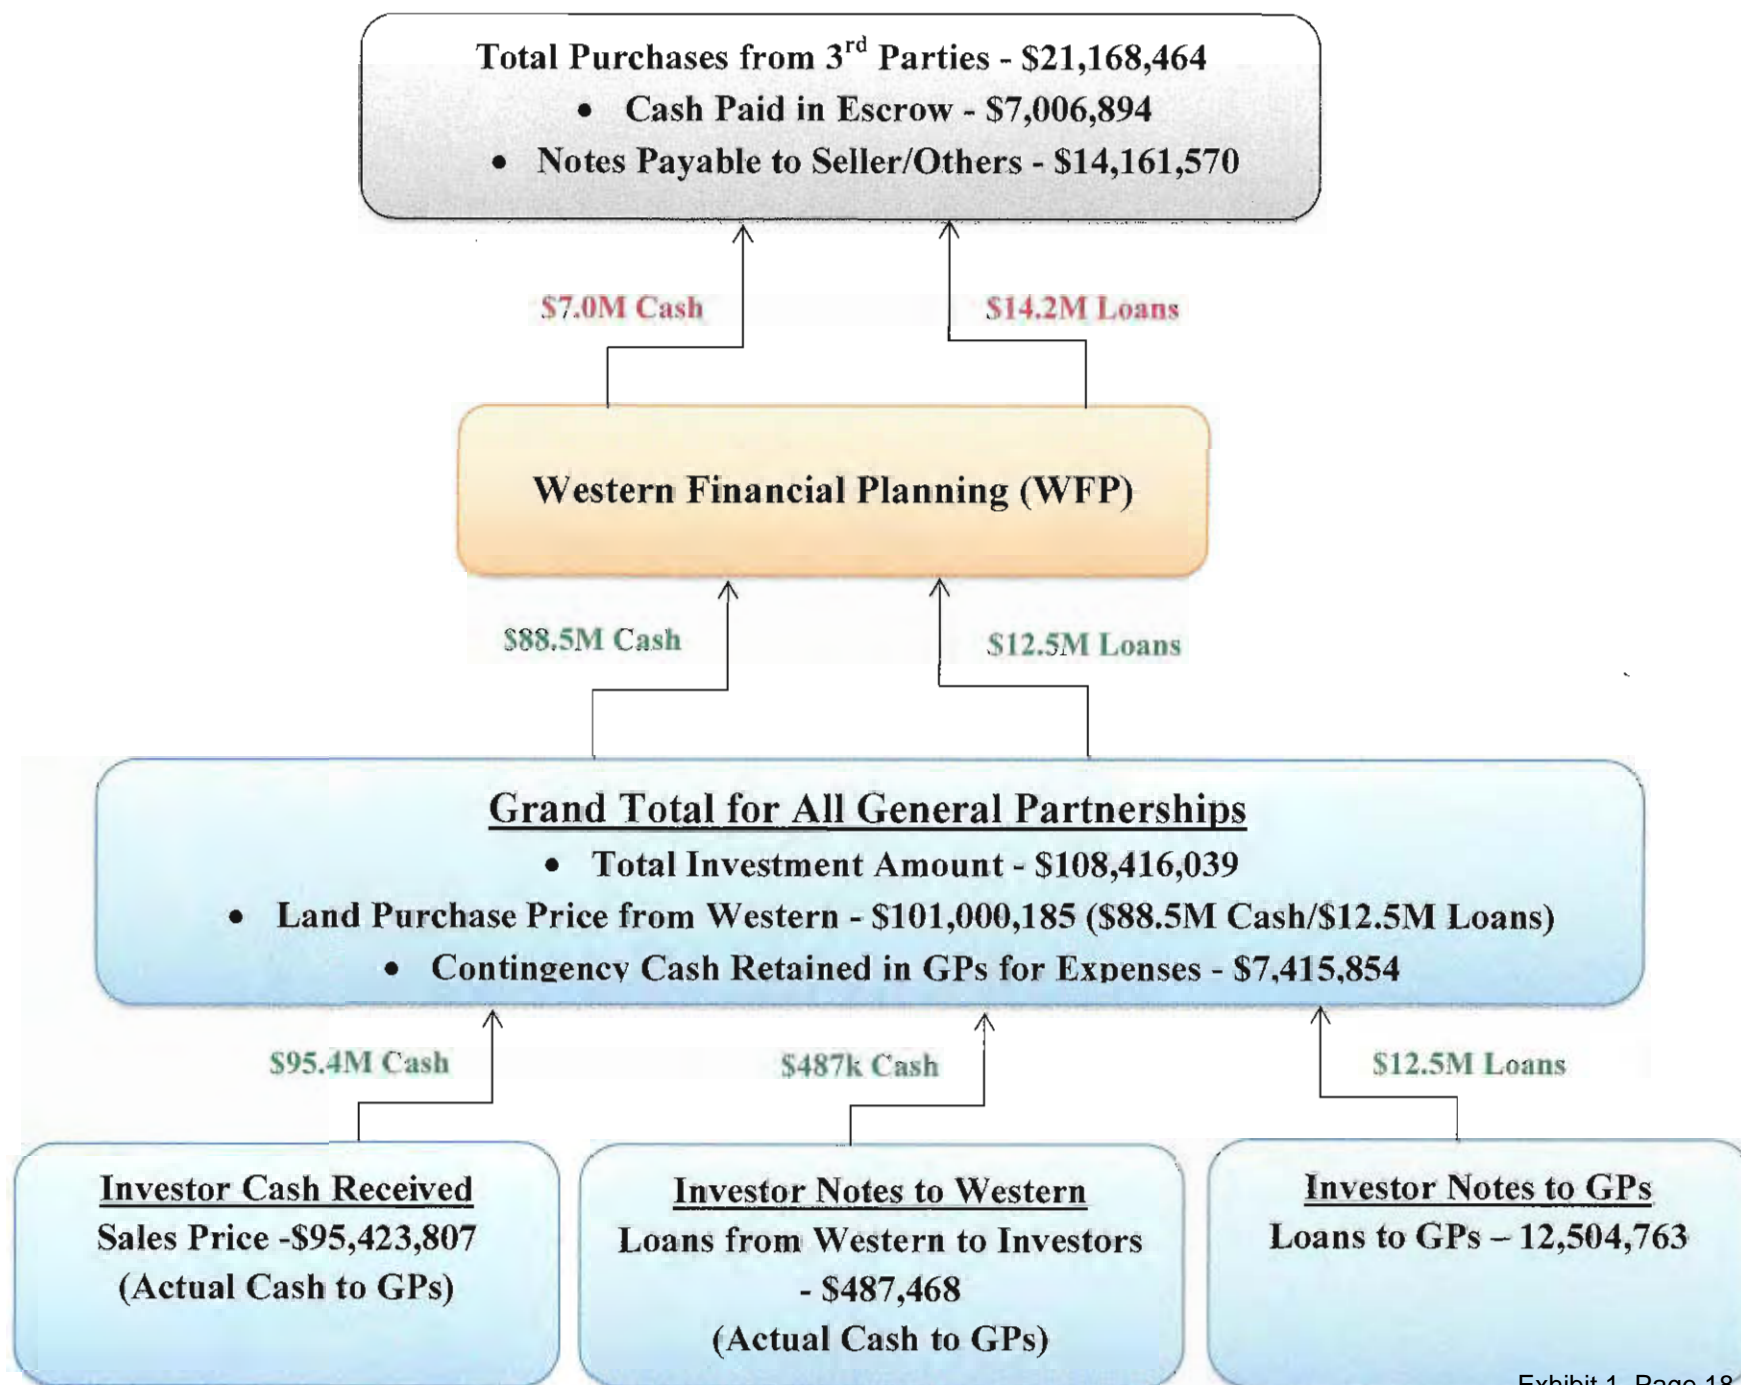 Total Purchases from 3rd Parties - $21,168,464
• Cash Paid in Escrow - $7,006,894
• Notes Payable to Seller/Others - $14,161,570
$7.0M Cash
$14.2M Loans
Western Financial Planning (WFP)
$88.5M Cash
$12.5M Loans
Grand Total for All General Partnerships
• Total Investment Amount - $108,416,039
• Land Purchase Price from Western - $101,000,185 ($88.5M Cash/$12.5M Loans)
• Contingency Cash Retained in GPs for Expenses - $7,415,854
$95.4M Cash
$487k Cash
$12.5M Loans
Investor Cash Received
Sales Price -$95,423,807
(Actual Cash to GPs)
Investor Notes to Western
Loans from Western to Investors
- $487,468
(Actual Cash to GPs)
Investor Notes to GPs
Loans to GPs – 12,504,763
Exhibit 1, Page 18